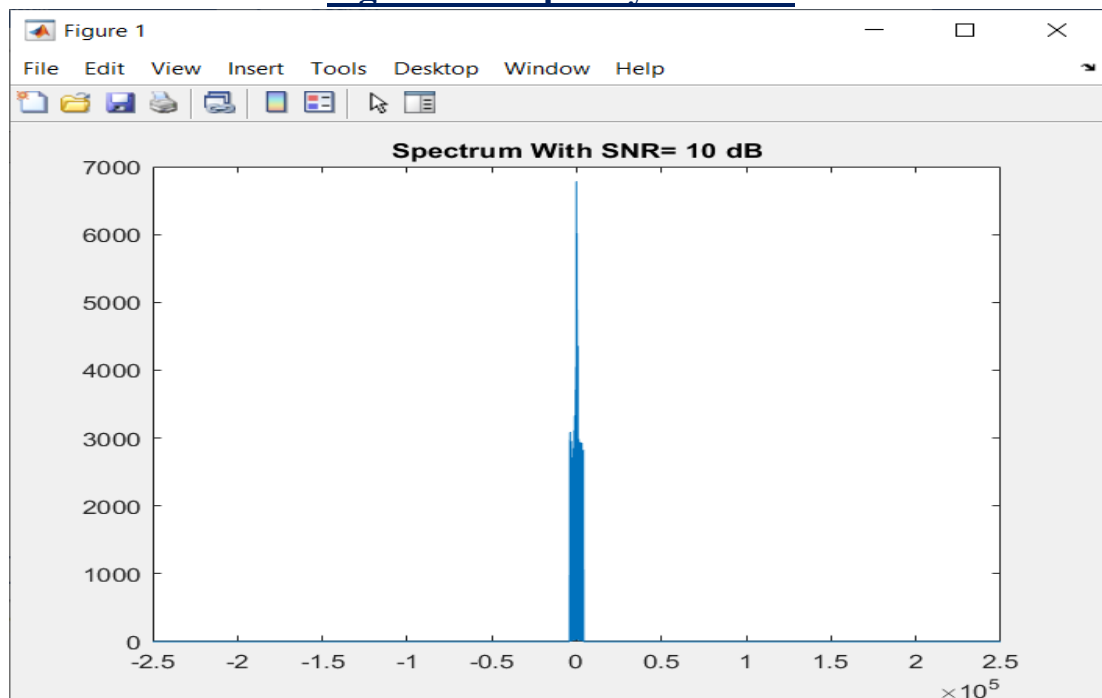 Figure 1
File Edit View Insert Tools Desktop Window Help
Spectrum With SNR= 10 dB
7000
6000
5000
4000
3000
2000
1000
0
-2.5 -2 -1.5 -1 -0.5 0 0.5 1 1.5 2 2.5
×10⁵